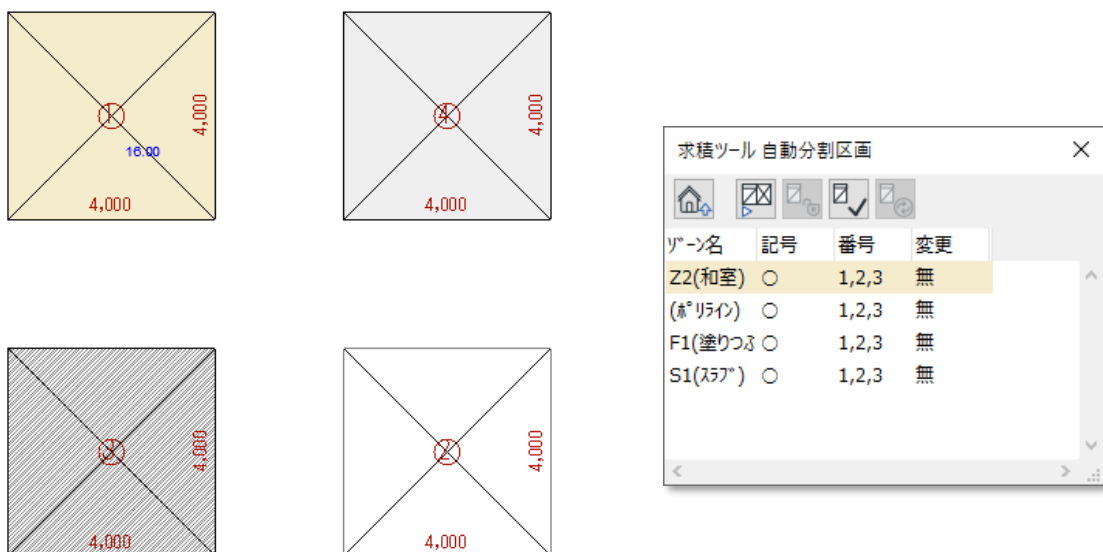 ①
4,000
16.00
4,000
④
4,000
4,000
③
4,000
4,000
②
4,000
4,000
求積ツール 自動分割区画
ｿﾞｰﾝ名 記号 番号 変更
Z2(和室) ○ 1,2,3 無
(ﾎﾟﾘﾗｲﾝ) ○ 1,2,3 無
F1(塗りつぶ ○ 1,2,3 無
S1(ｽﾗﾌﾞ) ○ 1,2,3 無